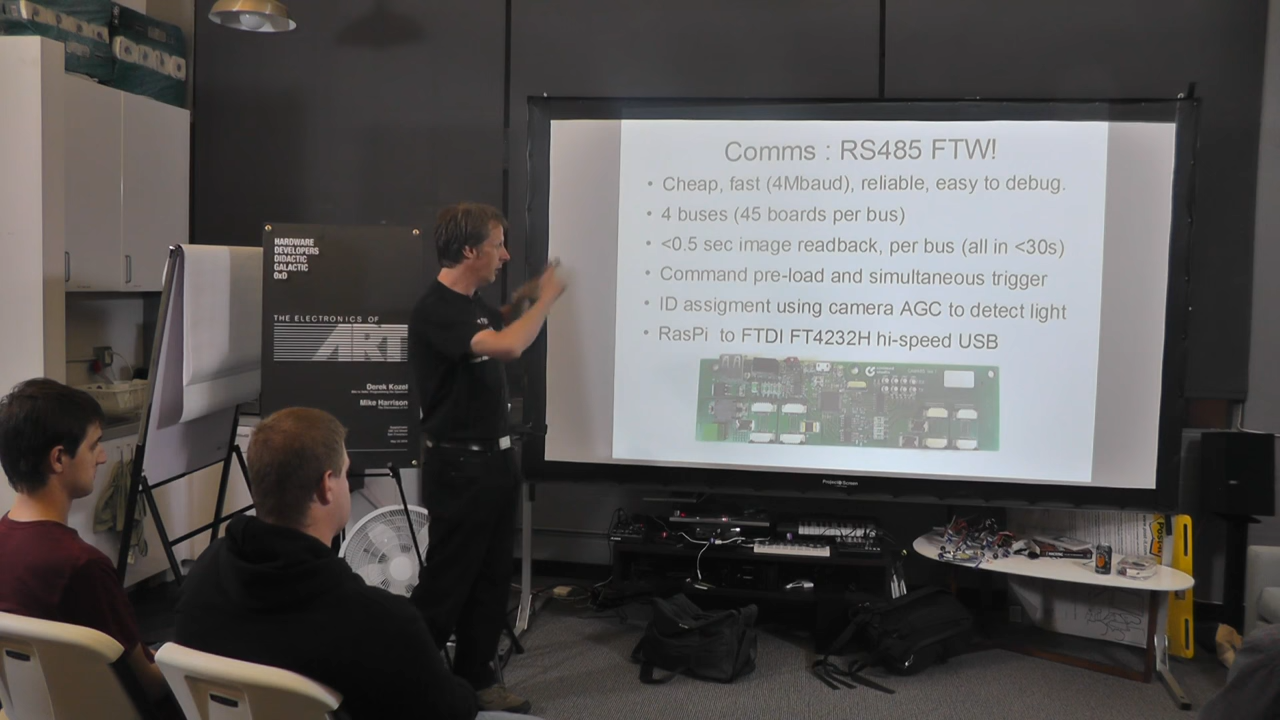 HARDWARE
DEVELOPERS
DIDACTIC
GALACTIC
0xD
THE ELECTRONICS OF
ART
Derek Kozel
Mike Harrison
Comms : RS485 FTW!
• Cheap, fast (4Mbaud), reliable, easy to debug.
• 4 buses (45 boards per bus)
• <0.5 sec image readback, per bus (all in <30s)
• Command pre-load and simultaneous trigger
• ID assigment using camera AGC to detect light
• RasPi to FTDI FT4232H hi-speed USB
Project Screen